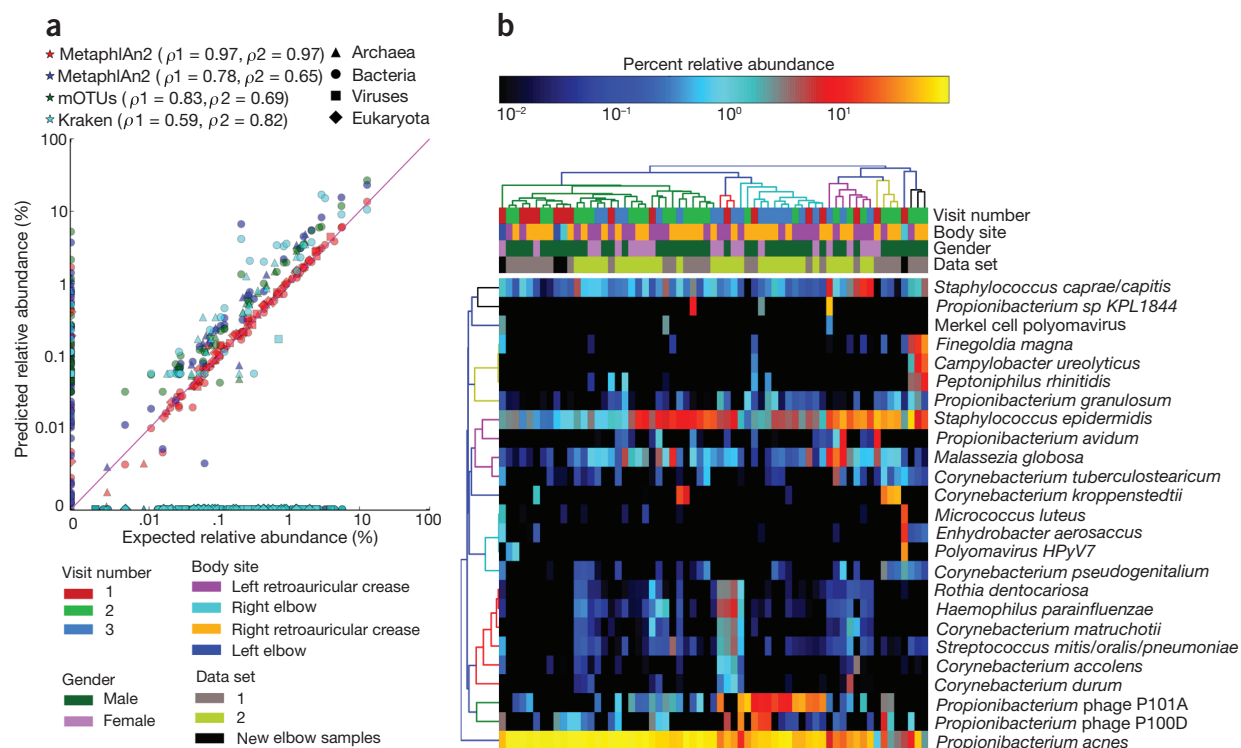 a
★ MetaphlAn2 (ρ1 = 0.97, ρ2 = 0.97)
★ MetaphlAn2 (ρ1 = 0.78, ρ2 = 0.65)
★ mOTUs (ρ1 = 0.83, ρ2 = 0.69)
★ Kraken (ρ1 = 0.59, ρ2 = 0.82)
▲ Archaea
● Bacteria
■ Viruses
◆ Eukaryota
Predicted relative abundance (%)
100
10
1
0.1
0.01
0
0 .01 .1 1 10 100
Expected relative abundance (%)
Visit number
1
2
3
Body site
Left retroauricular crease
Right elbow
Right retroauricular crease
Left elbow
Gender
Male
Female
Data set
1
2
New elbow samples
b
Percent relative abundance
10⁻² 10⁻¹ 10⁰ 10¹
Visit number
Body site
Gender
Data set
Staphylococcus caprae/capitis
Propionibacterium sp KPL1844
Merkel cell polyomavirus
Finegoldia magna
Campylobacter ureolyticus
Peptoniphilus rhinitidis
Propionibacterium granulosum
Staphylococcus epidermidis
Propionibacterium avidum
Malassezia globosa
Corynebacterium tuberculostearicum
Corynebacterium kroppenstedtii
Micrococcus luteus
Enhydrobacter aerosaccus
Polyomavirus HPyV7
Corynebacterium pseudogenitalium
Rothia dentocariosa
Haemophilus parainfluenzae
Corynebacterium matruchotii
Streptococcus mitis/oralis/pneumoniae
Corynebacterium accolens
Corynebacterium durum
Propionibacterium phage P101A
Propionibacterium phage P100D
Propionibacterium acnes